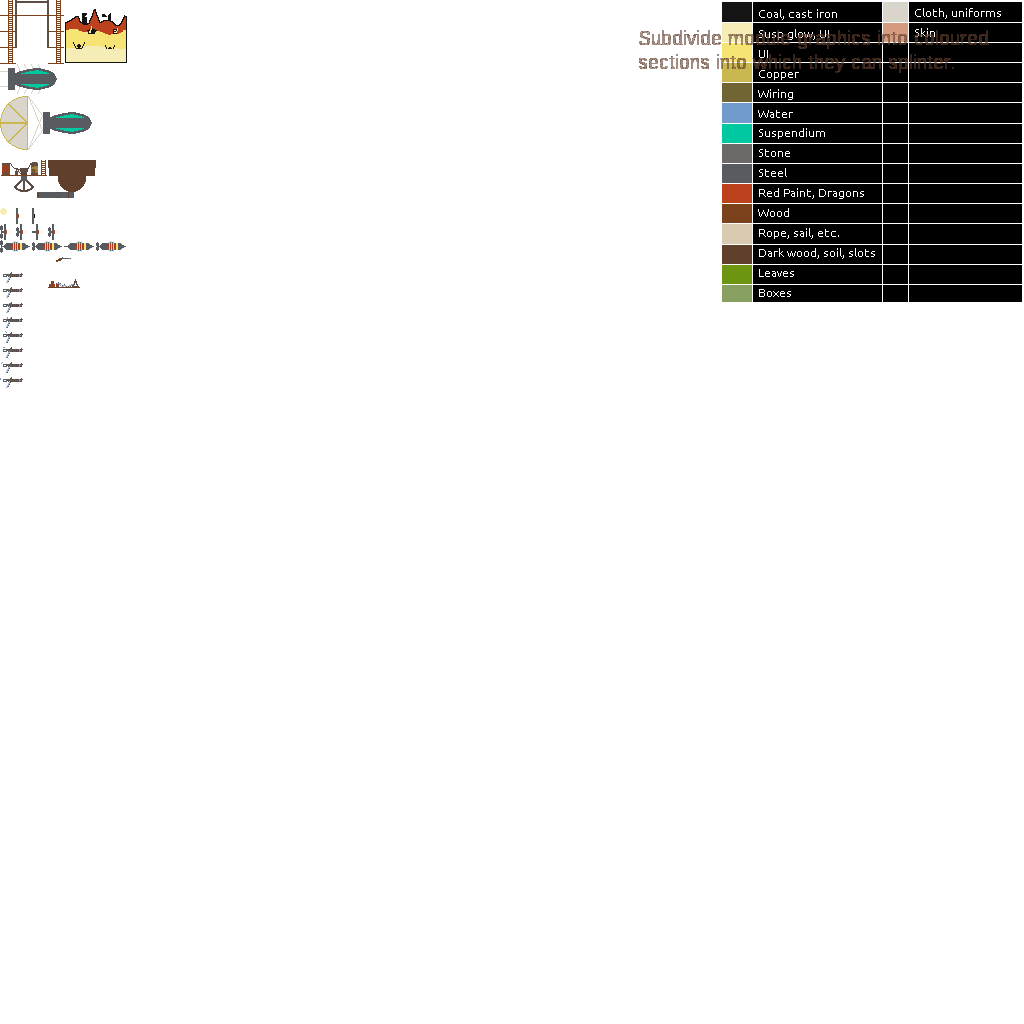 Coal, cast iron
Cloth, uniforms
Susp-glow, UI
Skin
Subdivide module graphics into coloured
sections into which they can splinter.
UI
Copper
Wiring
Water
Suspendium
Stone
Steel
Red Paint, Dragons
Wood
Rope, sail, etc.
Dark wood, soil, slots
Leaves
Boxes